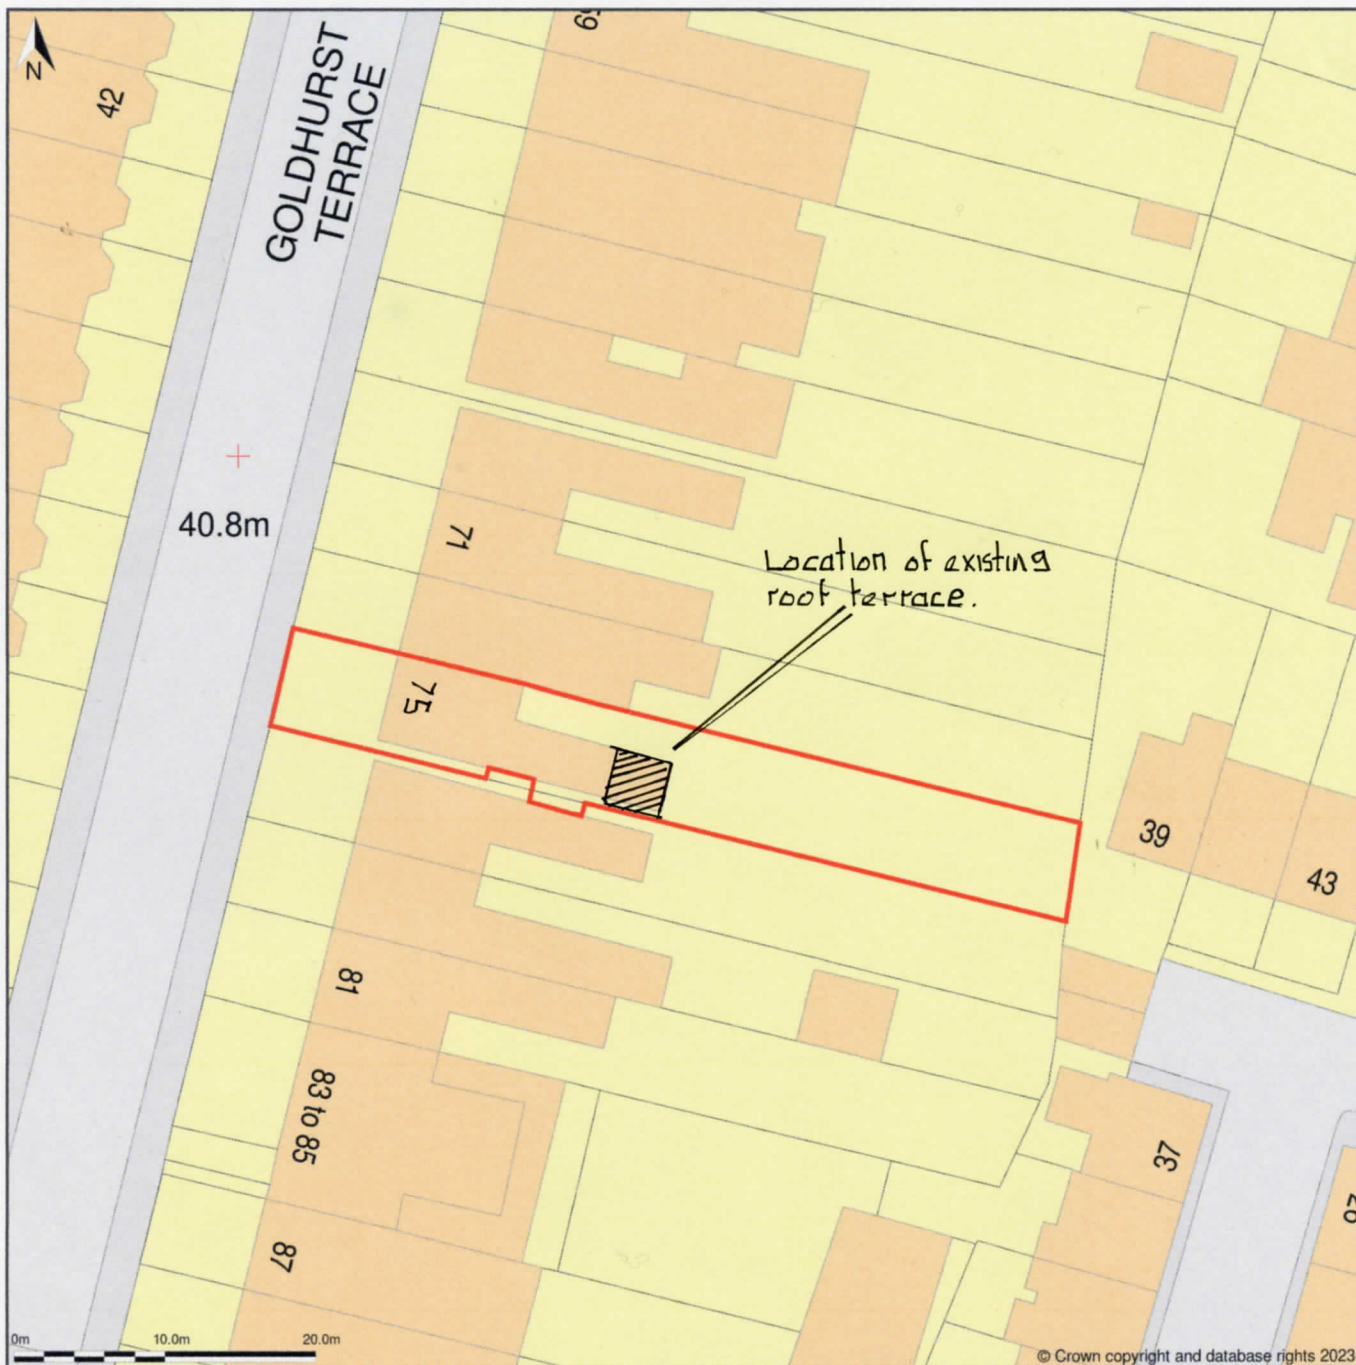 N
42
69
GOLDHURST
TERRACE
40.8m
71
Location of existing
roof terrace.
75
39
43
81
83 to 85
37
87
0m 10.0m 20.0m
© Crown copyright and database rights 2023